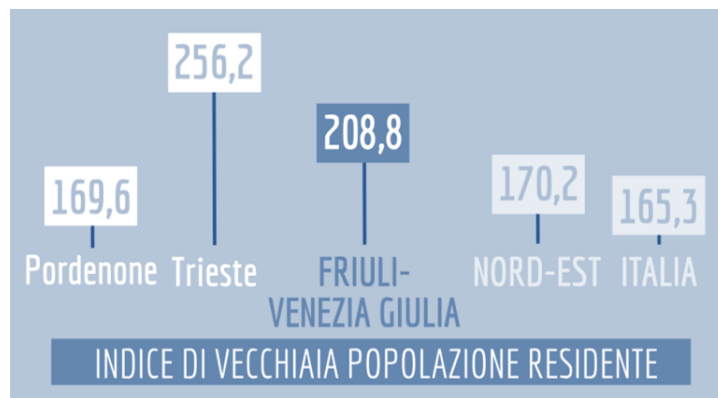 256,2
208,8
169,6
170,2
165,3
Pordenone
Trieste
FRIULI-
VENEZIA GIULIA
NORD-EST
ITALIA
INDICE DI VECCHIAIA POPOLAZIONE RESIDENTE